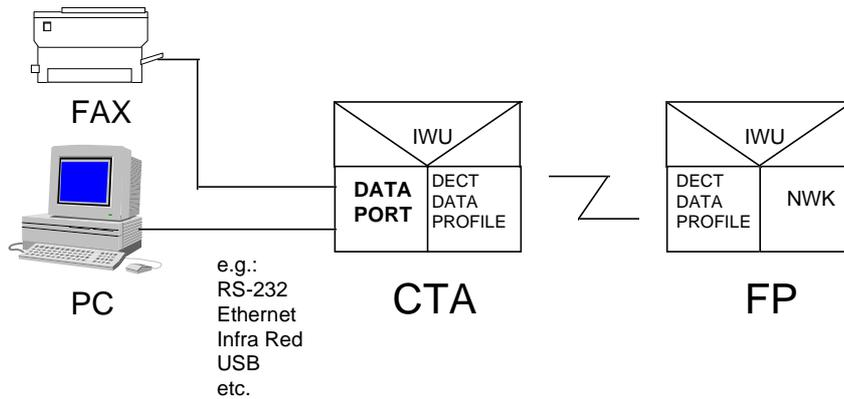 FAX
PC
e.g.:
RS-232
Ethernet
Infra Red
USB
etc.
IWU
DATA
PORT
DECT
DATA
PROFILE
CTA
IWU
DECT
DATA
PROFILE
NWK
FP